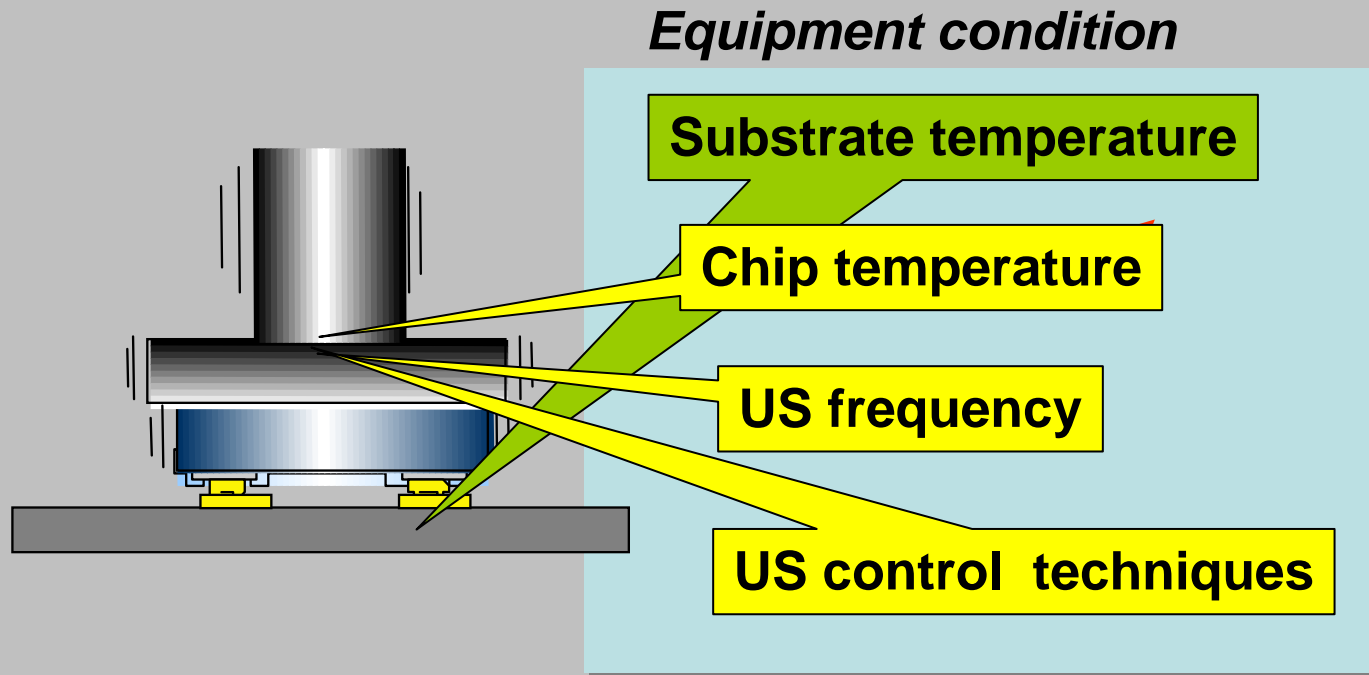 Equipment condition
Substrate temperature
Chip temperature
US frequency
US control techniques